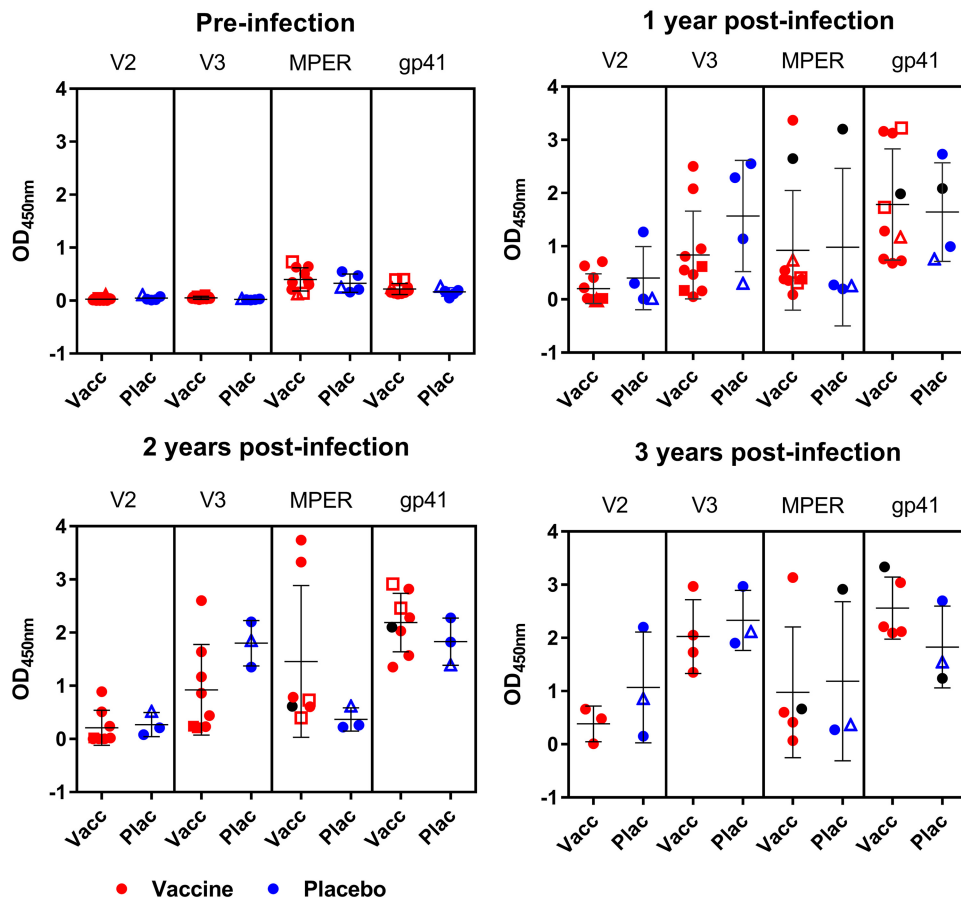 Pre-infection
V2 V3 MPER gp41
4
3
2
1
0
-1
OD450nm
Vacc Plac Vacc Plac Vacc Plac Vacc Plac
1 year post-infection
V2 V3 MPER gp41
4
3
2
1
0
-1
OD450nm
Vacc Plac Vacc Plac Vacc Plac Vacc Plac
2 years post-infection
V2 V3 MPER gp41
4
3
2
1
0
-1
OD450nm
Vacc Plac Vacc Plac Vacc Plac Vacc Plac
3 years post-infection
V2 V3 MPER gp41
4
3
2
1
0
-1
OD450nm
Vacc Plac Vacc Plac Vacc Plac Vacc Plac
Vaccine Placebo